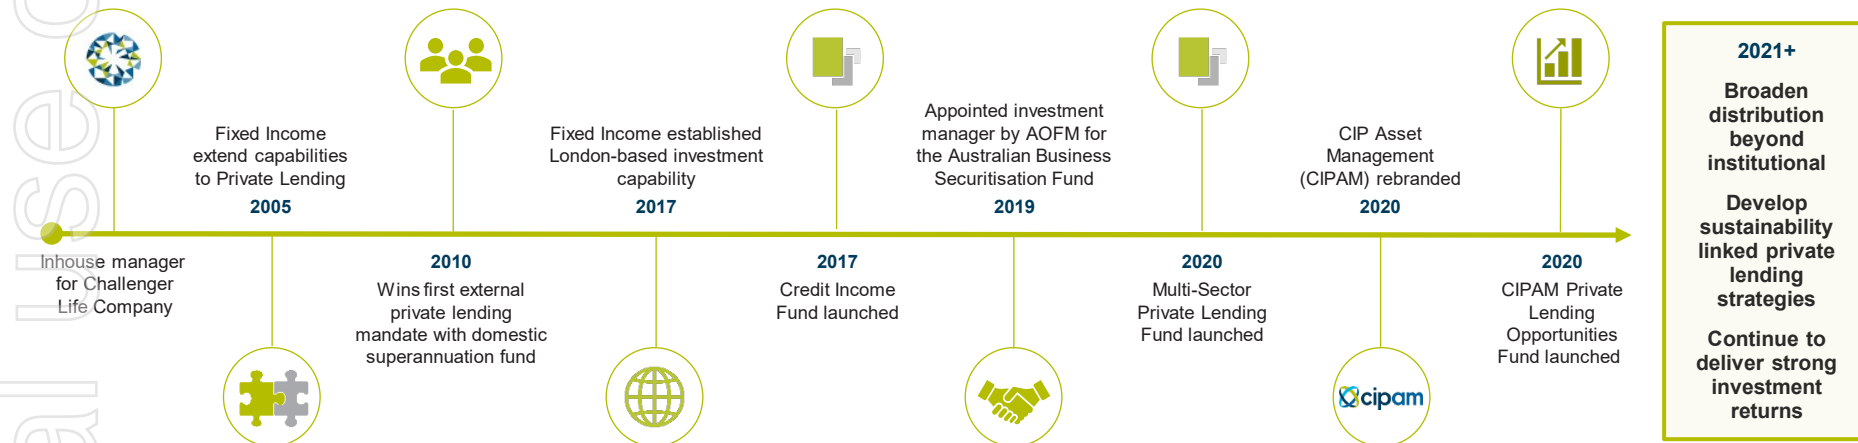 Inhouse manager
for Challenger
Life Company
Fixed Income
extend capabilities
to Private Lending
2005
2010
Wins first external
private lending
mandate with domestic
superannuation fund
Fixed Income established
London-based investment
capability
2017
2017
Credit Income
Fund launched
Appointed investment
manager by AOFM for
the Australian Business
Securitisation Fund
2019
2020
Multi-Sector
Private Lending
Fund launched
CIP Asset
Management
(CIPAM) rebranded
2020
cipam
2020
CIPAM Private
Lending
Opportunities
Fund launched
2021+
Broaden
distribution
beyond
institutional
Develop
sustainability
linked private
lending
strategies
Continue to
deliver strong
investment
returns